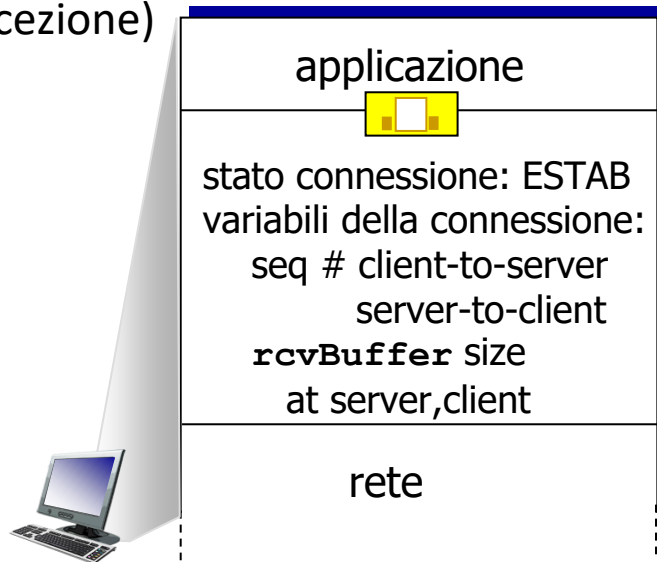 cezione)
applicazione
stato connessione: ESTAB
variabili della connessione:
seq # client-to-server
server-to-client
rcvBuffer size
at server,client
rete